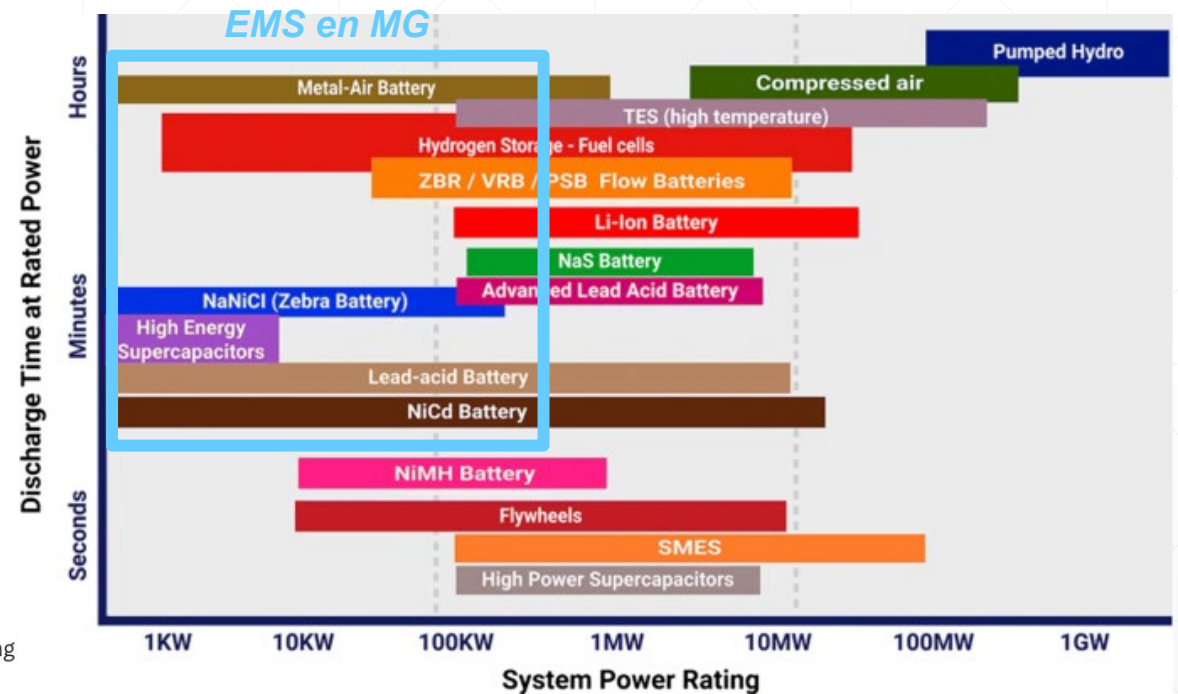 EMS en MG
Pumped Hydro
Compressed air
Metal-Air Battery
TES (high temperature)
Hydrogen Storage - Fuel cells
ZBR / VRB / PSB Flow Batteries
Li-Ion Battery
NaS Battery
Advanced Lead Acid Battery
NaNiCl (Zebra Battery)
High Energy
Supercapacitors
Lead-acid Battery
NiCd Battery
NiMH Battery
Flywheels
SMES
High Power Supercapacitors
Discharge Time at Rated Power
Hours
Minutes
Seconds
1KW 10KW 100KW 1MW 10MW 100MW 1GW
System Power Rating